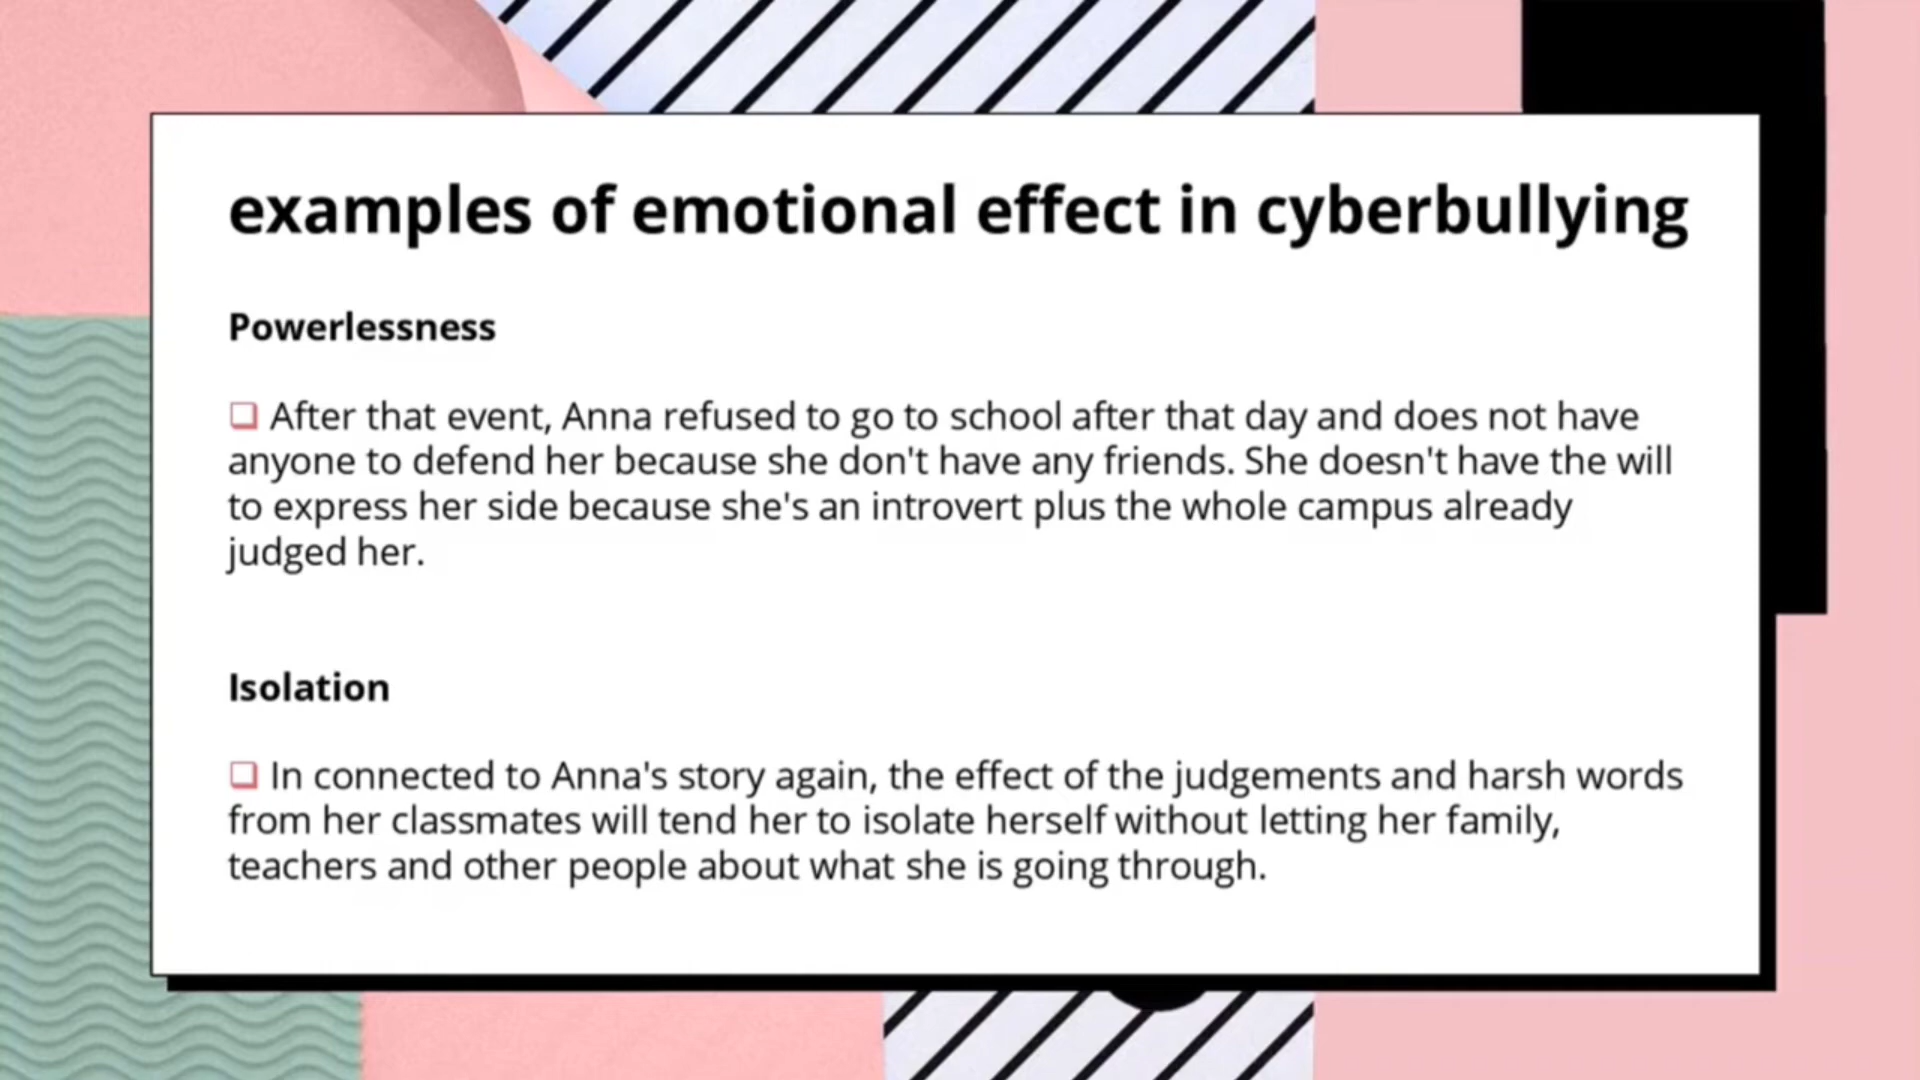 examples of emotional effect in cyberbullying
Powerlessness
❑ After that event, Anna refused to go to school after that day and does not have
anyone to defend her because she don't have any friends. She doesn't have the will
to express her side because she's an introvert plus the whole campus already
judged her.
Isolation
❑ In connected to Anna's story again, the effect of the judgements and harsh words
from her classmates will tend her to isolate herself without letting her family,
teachers and other people about what she is going through.